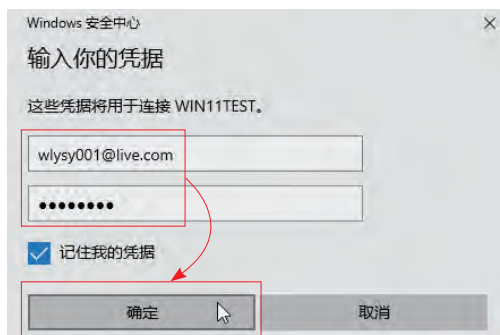 Windows 安全中心
输入你的凭据
这些凭据将用于连接 WIN11TEST。
wlysy001@live.com
●●●●●●●●
记住我的凭据
确定
取消